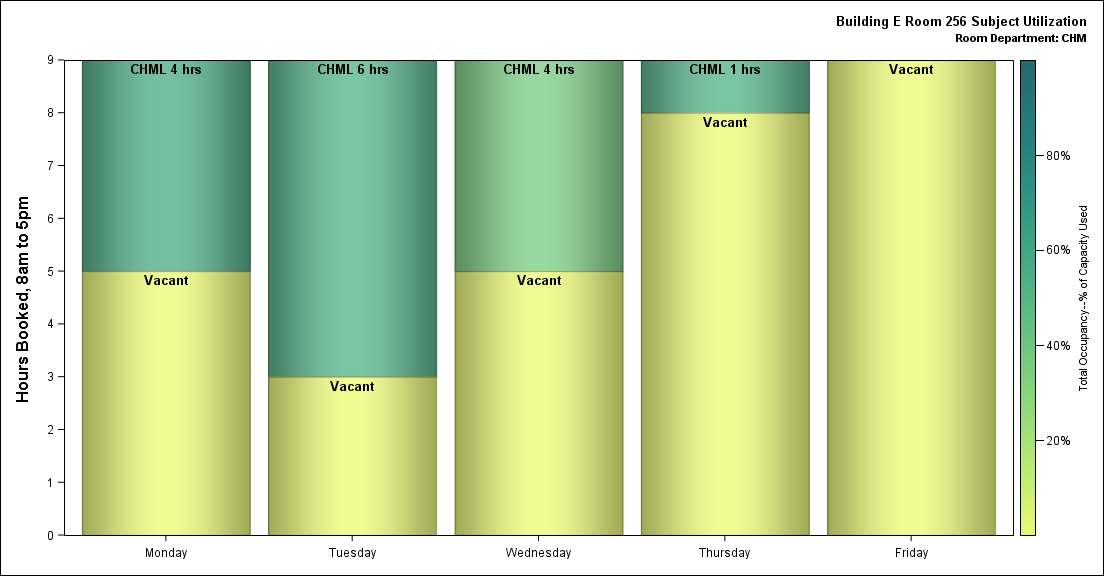 Building E Room 256 Subject Utilization
Room Department: CHM
Hours Booked, 8am to 5pm
9
8
7
6
5
4
3
2
1
0
CHML 4 hrs
Vacant
CHML 6 hrs
Vacant
CHML 4 hrs
Vacant
CHML 1 hrs
Vacant
Vacant
Monday
Tuesday
Wednesday
Thursday
Friday
80%
60%
40%
20%
Total Occupancy--% of Capacity Used